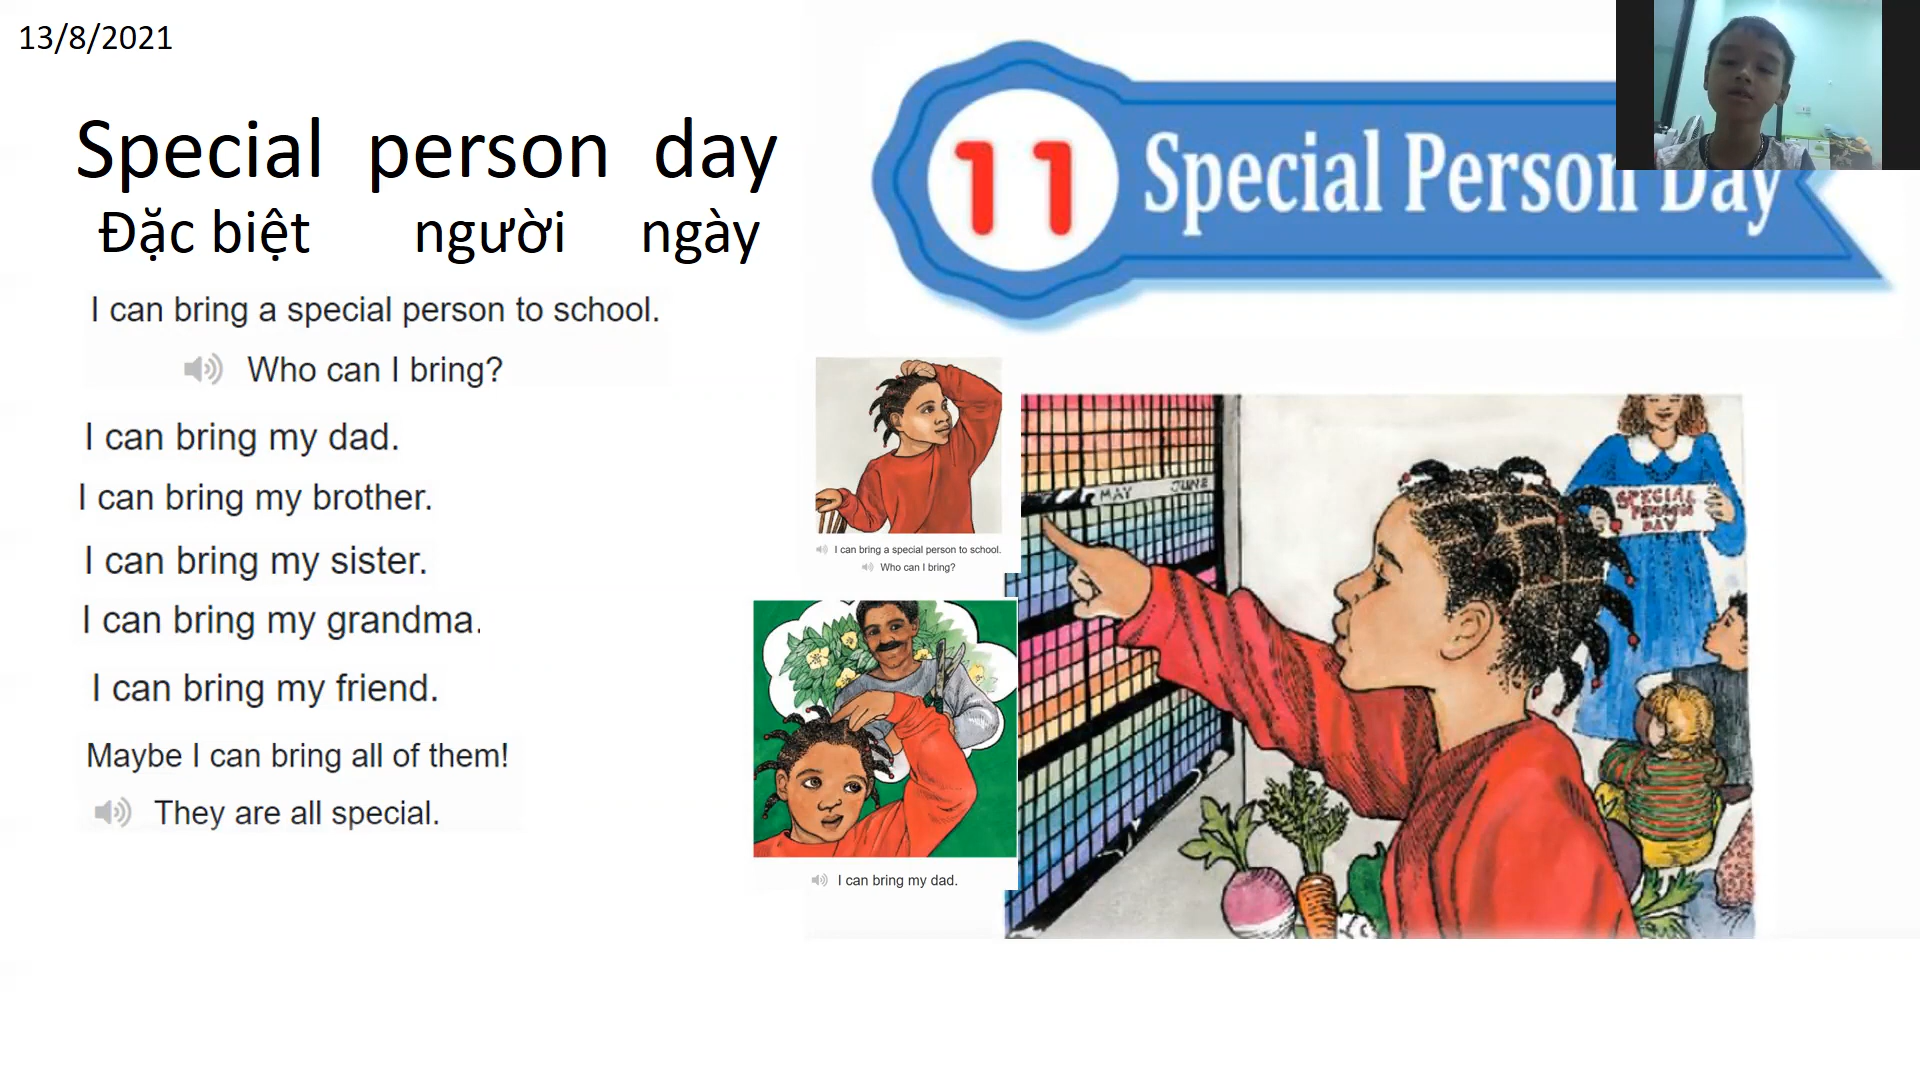 13/8/2021
Special person day
Đặc biệt người ngày
I can bring a special person to school.
Who can I bring?
I can bring my dad.
I can bring my brother.
I can bring my sister.
I can bring my grandma.
I can bring my friend.
Maybe I can bring all of them!
They are all special.
11 Special Person Day
I can bring a special person to school.
Who can I bring?
I can bring my dad.
MAY JUNE
SPECIAL
PERSON
DAY